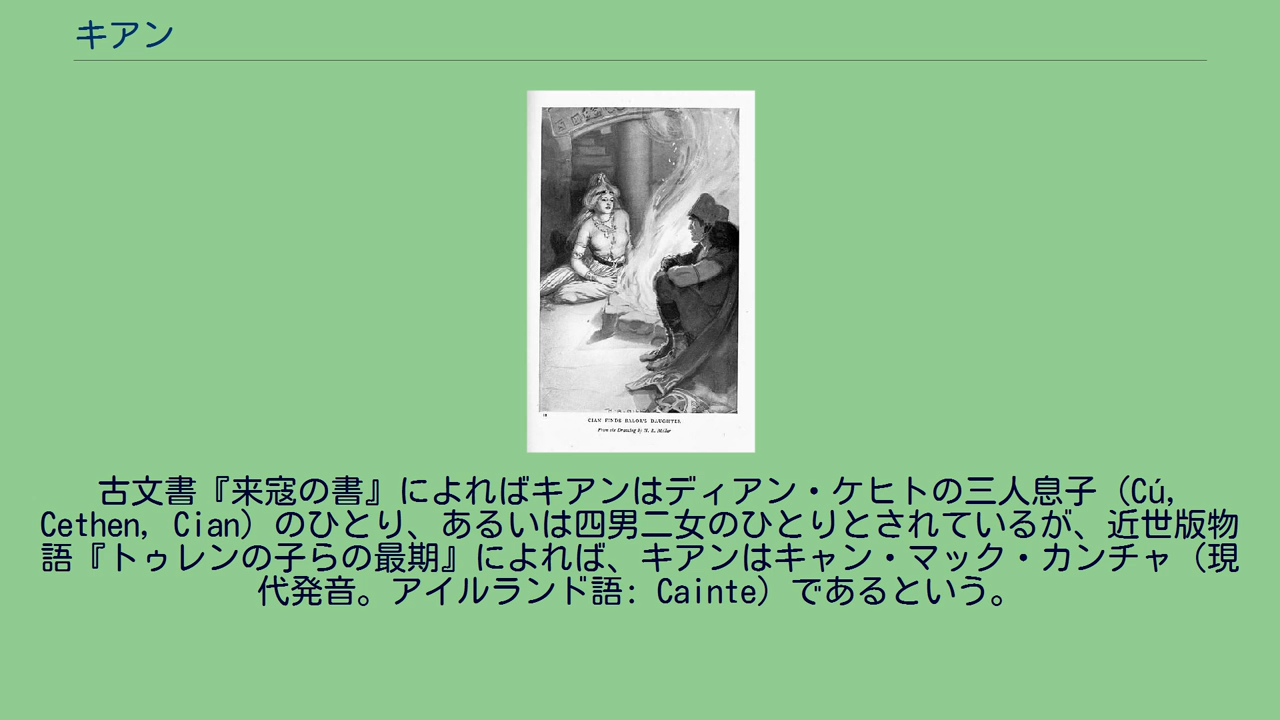 キアン
CIAN FINDS BALOR'S DAUGHTER
From the Drawing by H. R. Millar
古文書『来寇の書』によればキアンはディアン・ケヒトの三人息子 (Cú,
Cethen, Cian) のひとり、あるいは四男二女のひとりとされているが、近世版物
語『トゥレンの子らの最期』によれば、キアンはキャン・マック・カンチャ (現
代発音。アイルランド語: Cainte) であるという。